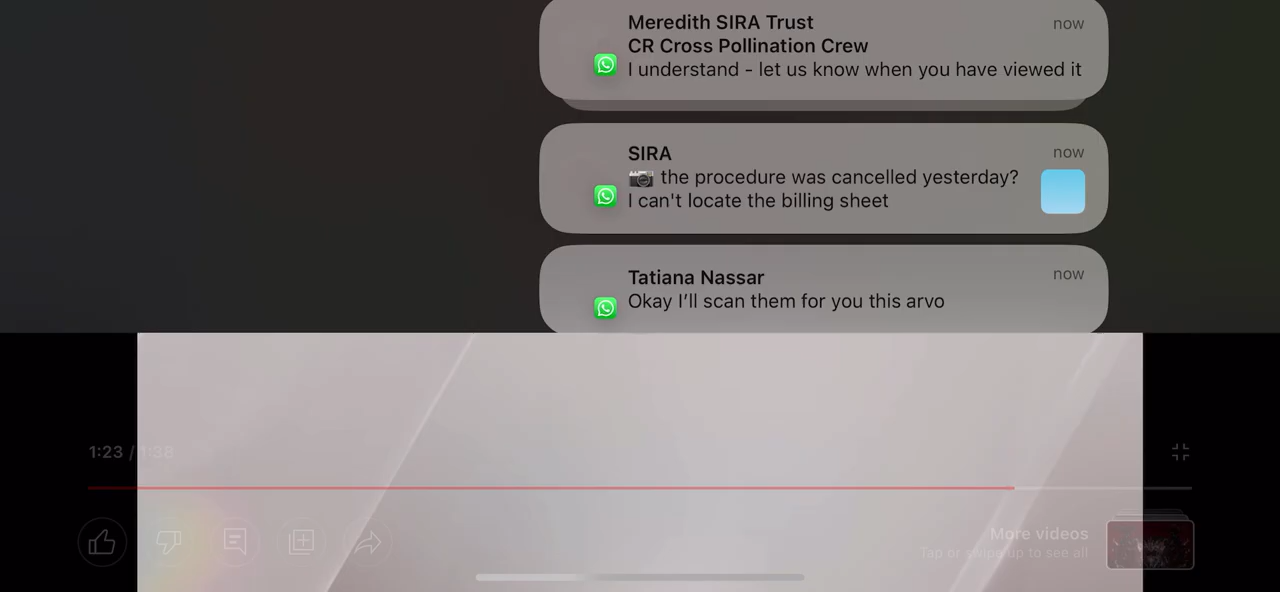 Meredith SIRA Trust
now
CR Cross Pollination Crew
I understand - let us know when you have viewed it
SIRA
now
📷 the procedure was cancelled yesterday?
I can't locate the billing sheet
Tatiana Nassar
now
Okay I'll scan them for you this arvo
1:23 / 1:38
More videos
Tap or swipe up to see all